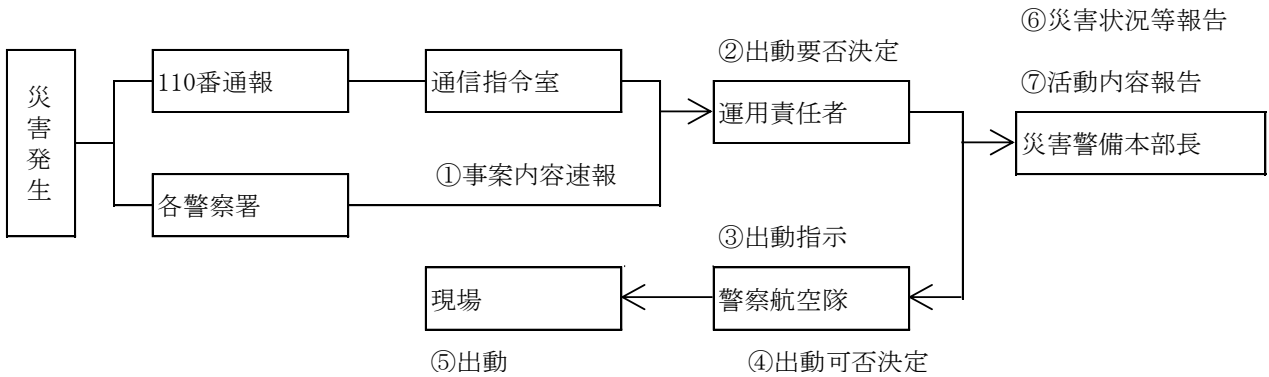 ⑥災害状況等報告
②出動要否決定
⑦活動内容報告
災害発生
110番通報
通信指令室
運用責任者
災害警備本部長
①事案内容速報
各警察署
③出動指示
現場
警察航空隊
⑤出動
④出動可否決定